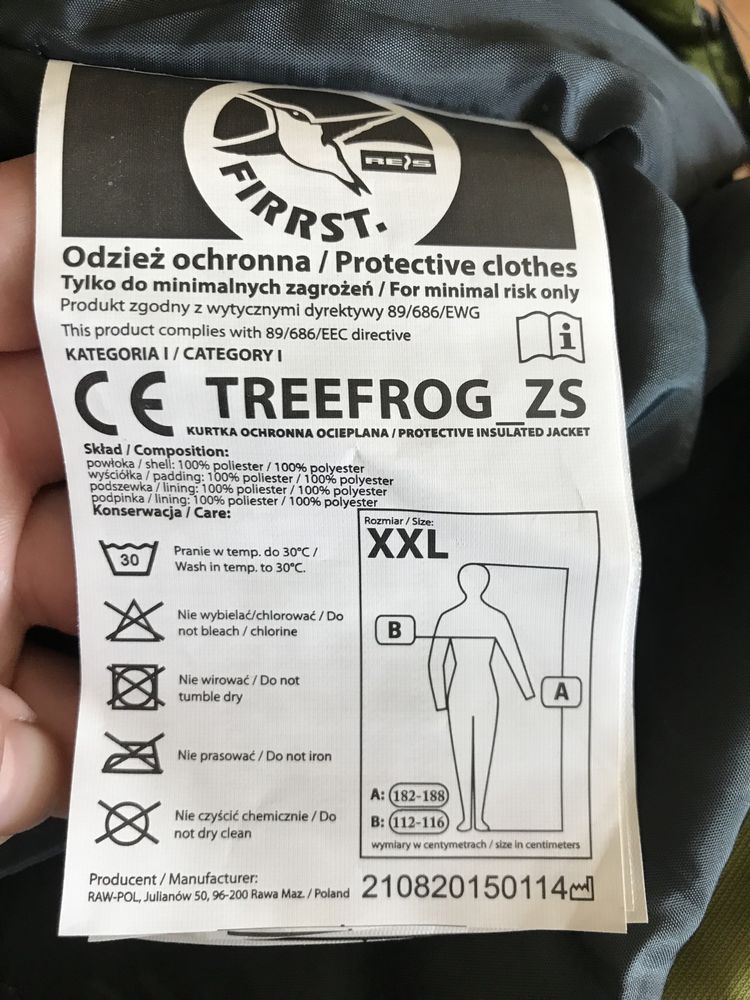 REIS
FIRRST.
Odzież ochronna / Protective clothes
Tylko do minimalnych zagrożeń / For minimal risk only
Produkt zgodny z wytycznymi dyrektywy 89/686/EWG
This product complies with 89/686/EEC directive
KATEGORIA I / CATEGORY I
CE TREEFROG_ZS
KURTKA OCHRONNA OCIEPLANA / PROTECTIVE INSULATED JACKET
Skład / Composition:
powłoka / shell: 100% poliester / 100% polyester
wyściółka / padding: 100% poliester / 100% polyester
podszewka / lining: 100% poliester / 100% polyester
podpinka / lining: 100% poliester / 100% polyester
Konserwacja / Care:
30
Pranie w temp. do 30°C /
Wash in temp. to 30°C.
Nie wybielać/chlorować / Do
not bleach / chlorine
Nie wirować / Do not
tumble dry
Nie prasować / Do not iron
Nie czyścić chemicznie / Do
not dry clean
Rozmiar / Size:
XXL
B
A
A: 182-188
B: 112-116
wymiary w centymetrach / size in centimeters
Producent / Manufacturer:
RAW-POL, Julianów 50, 96-200 Rawa Maz. / Poland
210820150114